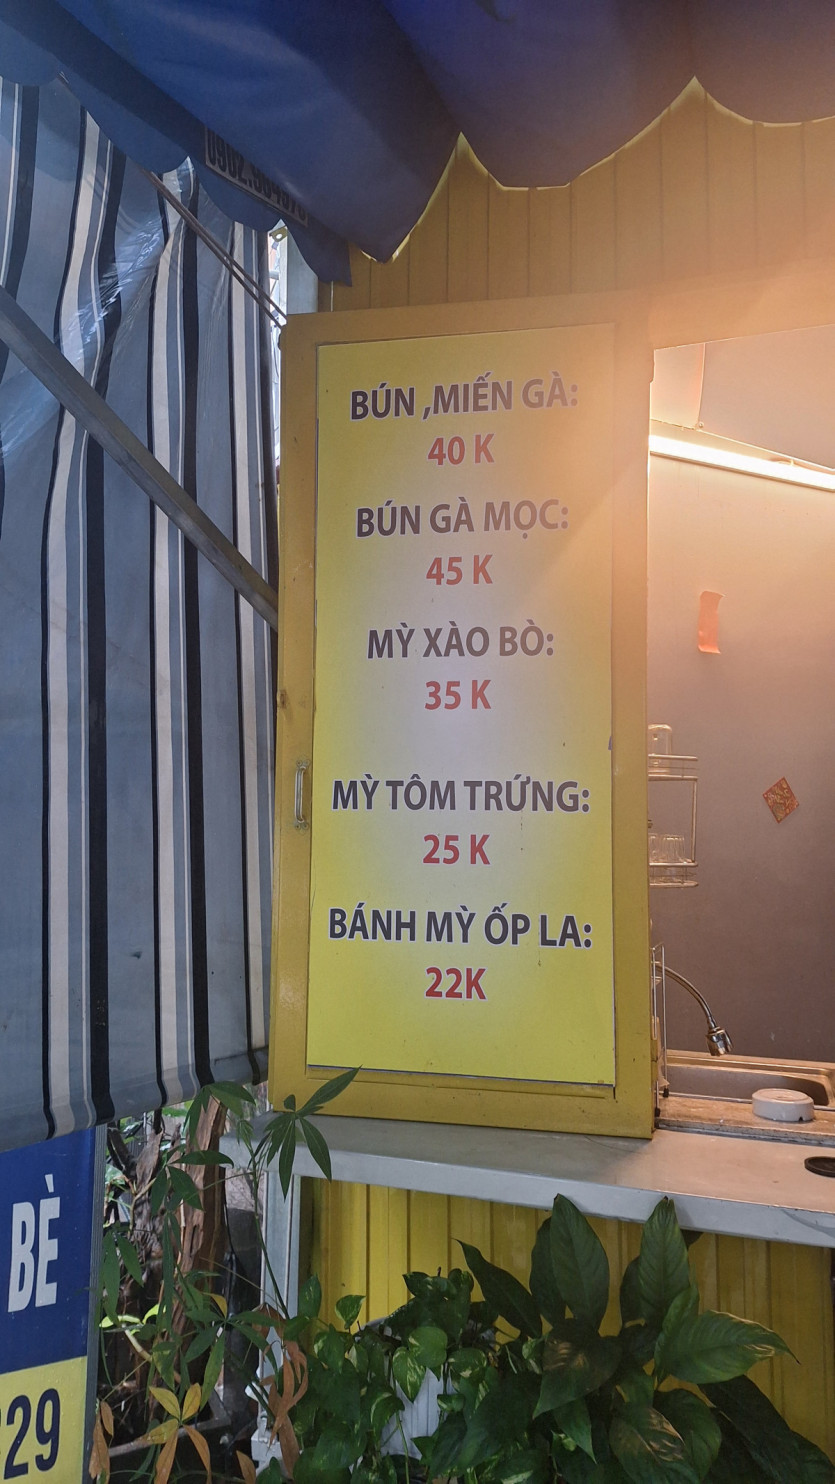 BÚN ,MIẾN GÀ:
40 K
BÚN GÀ MỌC:
45 K
MỲ XÀO BÒ:
35 K
MỲ TÔM TRỨNG:
25 K
BÁNH MỲ ỐP LA:
22K
BÈ
29